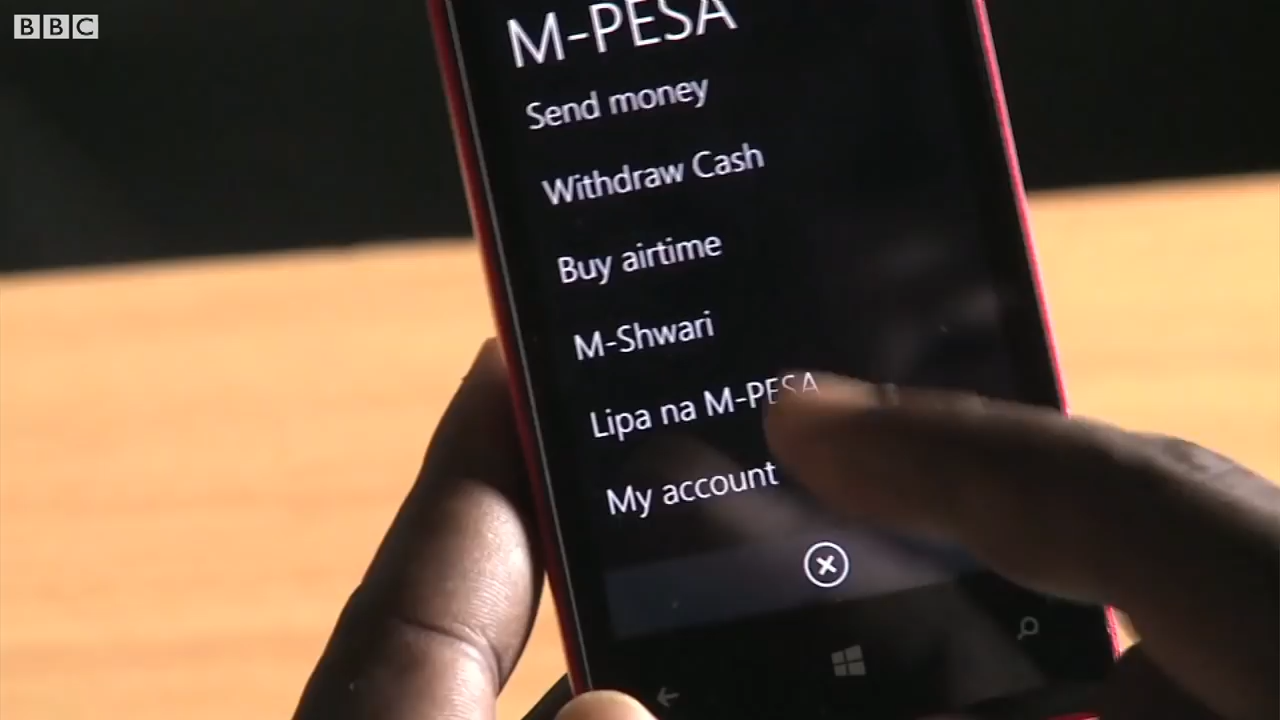 BBC
M-PESA
Send money
Withdraw Cash
Buy airtime
M-Shwari
Lipa na M-PESA
My account